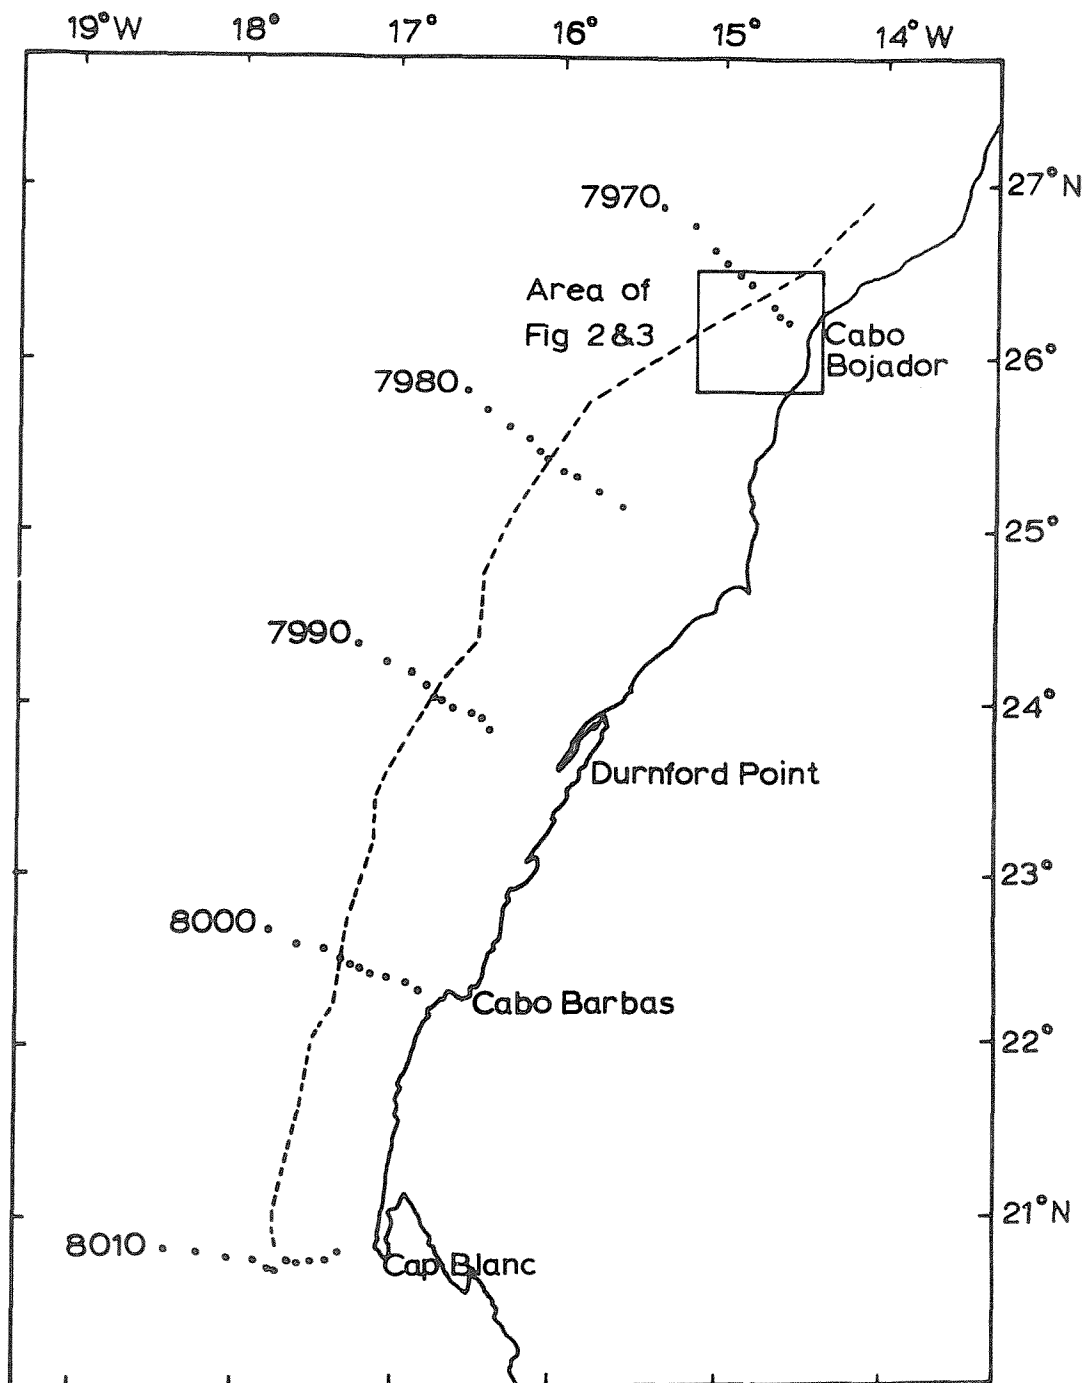 19°W 18° 17° 16° 15° 14°W
27°N
7970
Area of
Fig 2&3
Cabo
Bojador
26°
7980
25°
7990
24°
Durnford Point
23°
8000
Cabo Barbas
22°
21°N
8010
Cap Blanc